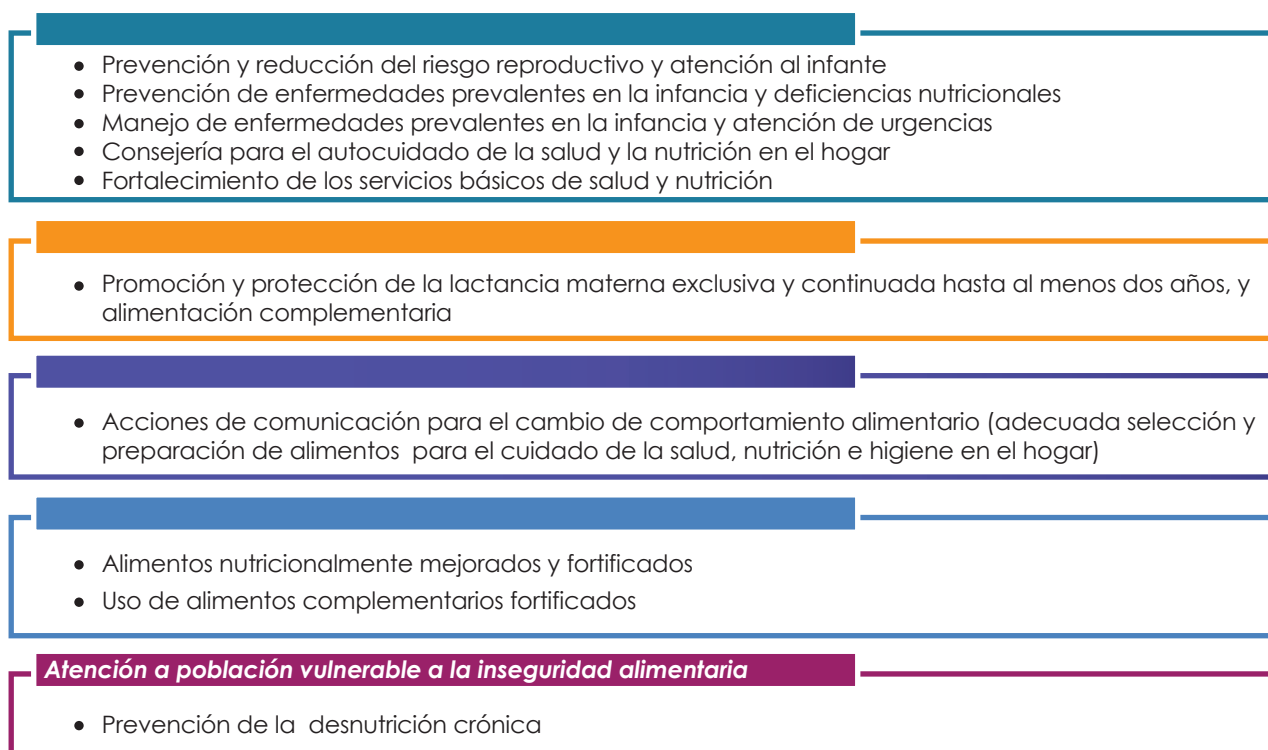 • Prevención y reducción del riesgo reproductivo y atención al infante
• Prevención de enfermedades prevalentes en la infancia y deficiencias nutricionales
• Manejo de enfermedades prevalentes en la infancia y atención de urgencias
• Consejería para el autocuidado de la salud y la nutrición en el hogar
• Fortalecimiento de los servicios básicos de salud y nutrición
• Promoción y protección de la lactancia materna exclusiva y continuada hasta al menos dos años, y
alimentación complementaria
• Acciones de comunicación para el cambio de comportamiento alimentario (adecuada selección y
preparación de alimentos para el cuidado de la salud, nutrición e higiene en el hogar)
• Alimentos nutricionalmente mejorados y fortificados
• Uso de alimentos complementarios fortificados
Atención a población vulnerable a la inseguridad alimentaria
• Prevención de la desnutrición crónica